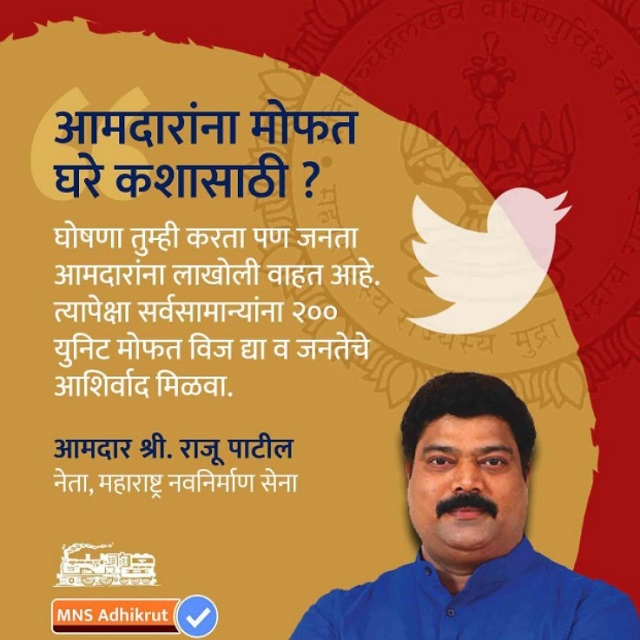 आमदारांना मोफत
घरे कशासाठी ?
घोषणा तुम्ही करता पण जनता
आमदारांना लाखोली वाहत आहे.
त्यापेक्षा सर्वसामान्यांना २००
युनिट मोफत विज द्या व जनतेचे
आशिर्वाद मिळवा.
आमदार श्री. राजू पाटील
नेता, महाराष्ट्र नवनिर्माण सेना
MNS Adhikrut